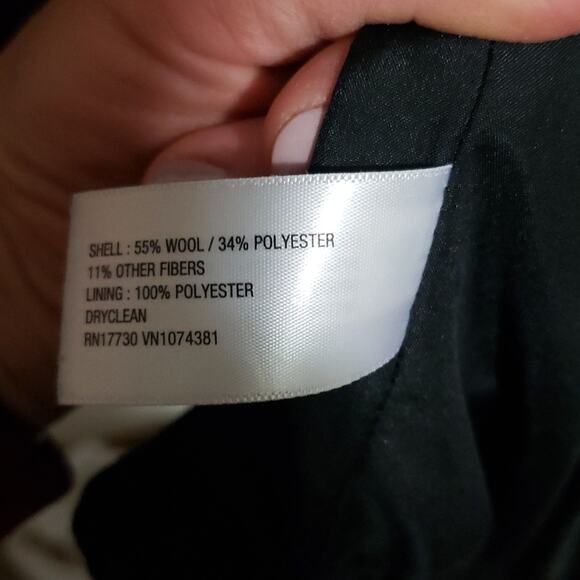 SHELL : 55% WOOL / 34% POLYESTER
11% OTHER FIBERS
LINING : 100% POLYESTER
DRYCLEAN
RN17730 VN1074381